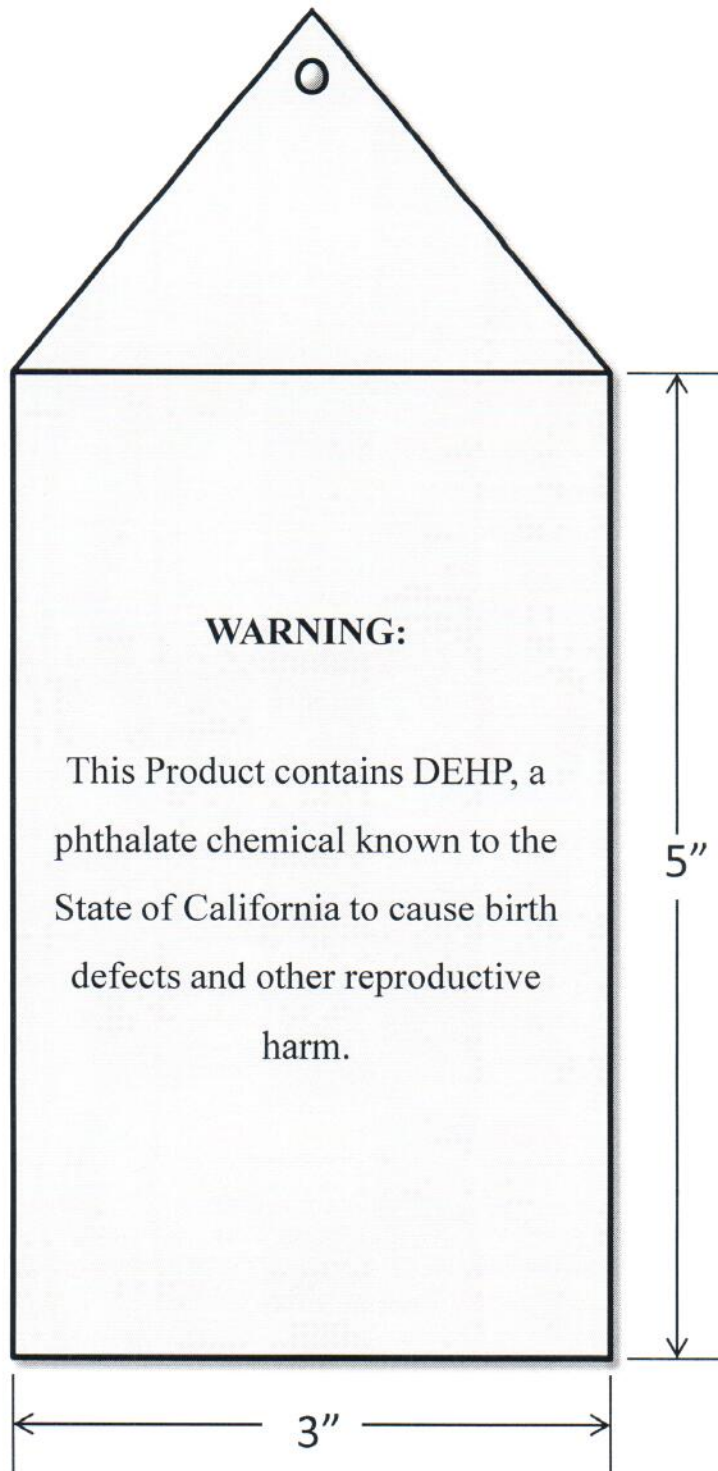 WARNING:
This Product contains DEHP, a
phthalate chemical known to the
State of California to cause birth
defects and other reproductive
harm.
5”
3”